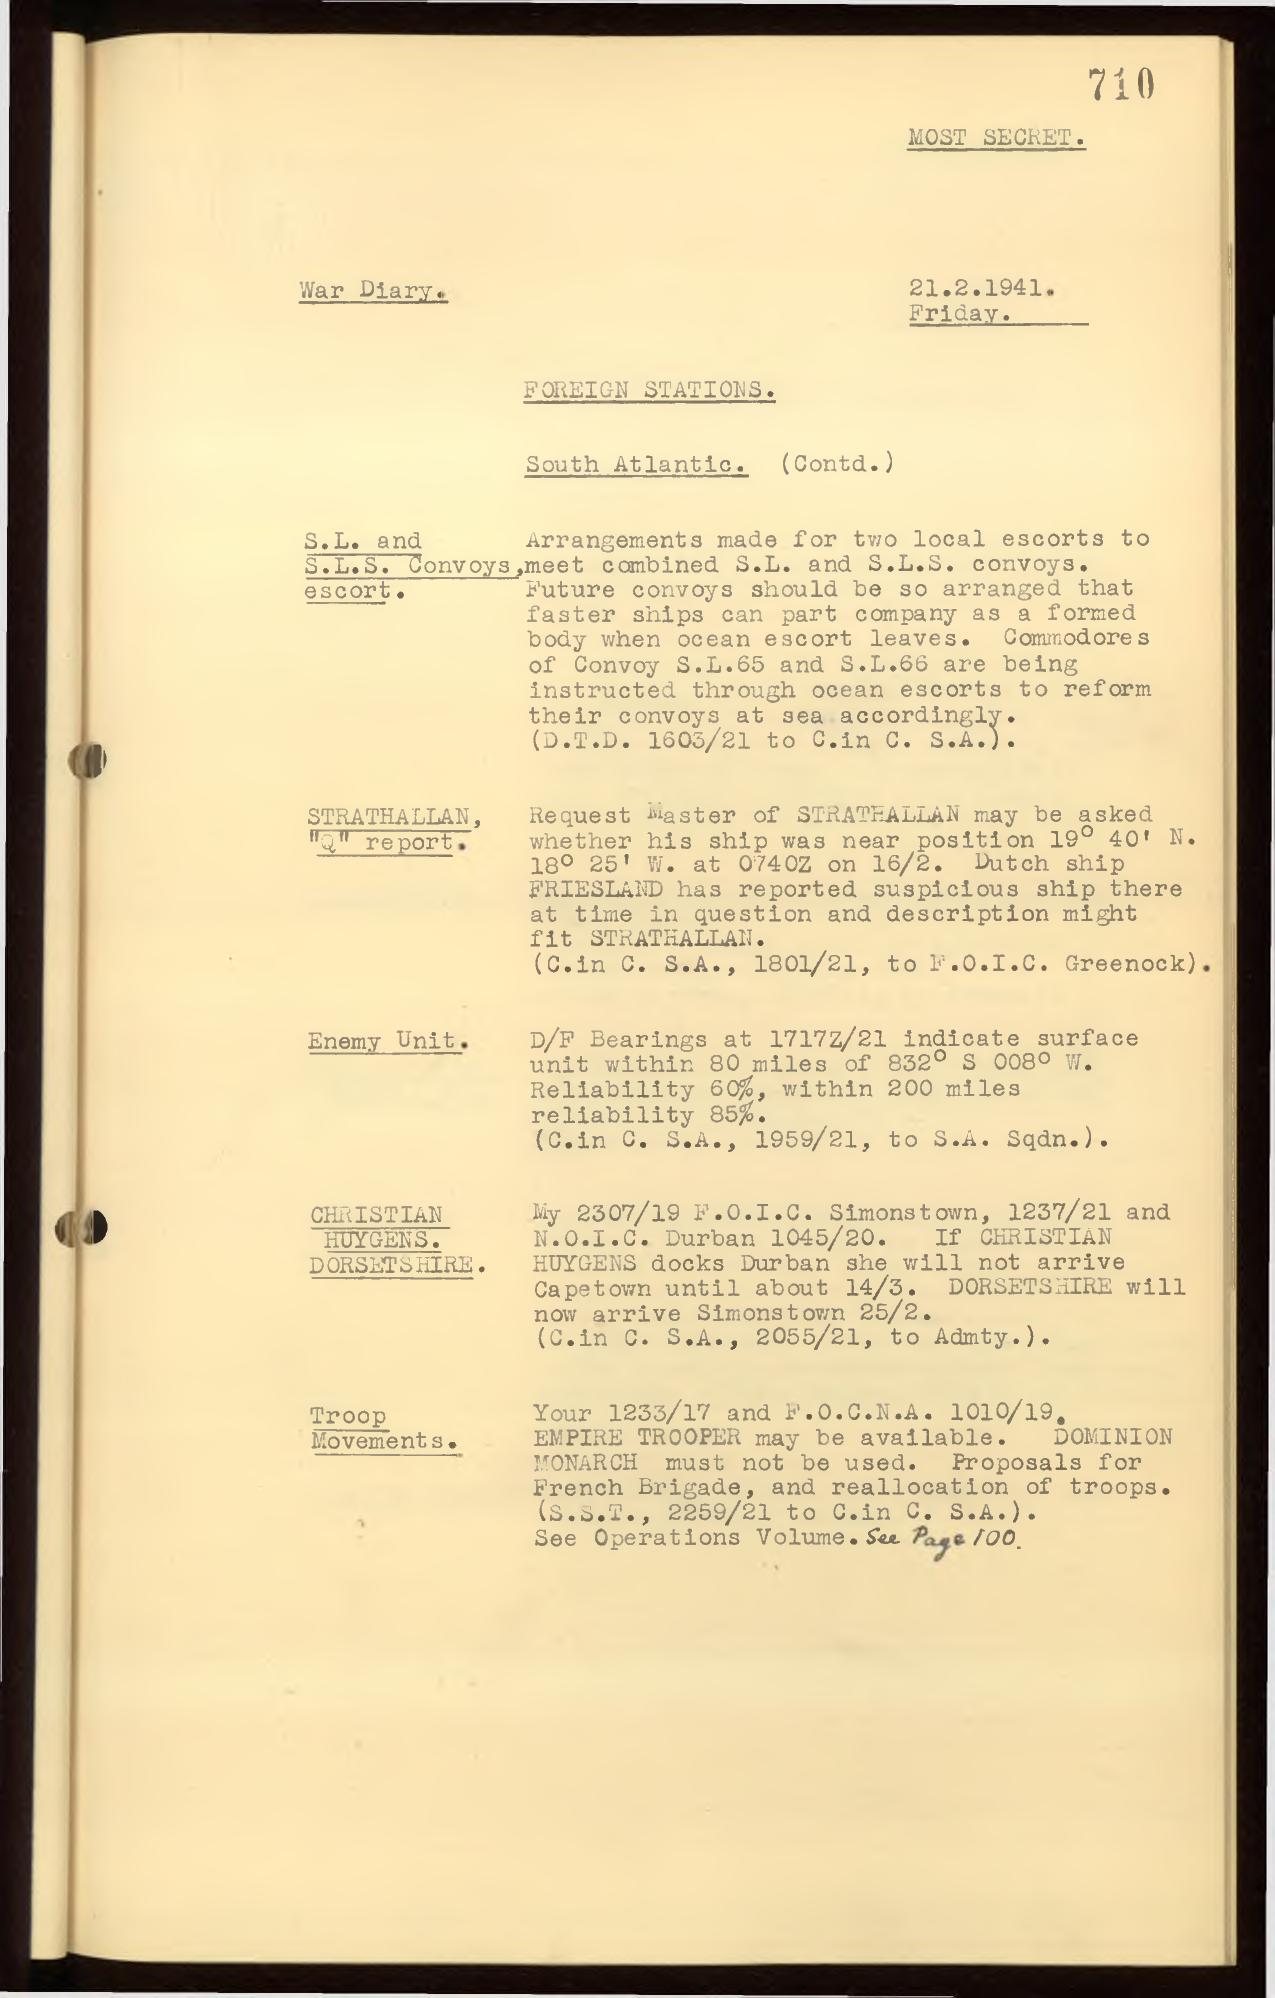 710
MOST SECRET.
War Diary.
21.2.1941.
Friday.
FOREIGN STATIONS.
South Atlantic. (Contd.)
S.L. and
S.L.S. Convoys,
escort.
Arrangements made for two local escorts to
meet combined S.L. and S.L.S. convoys.
Future convoys should be so arranged that
faster ships can part company as a formed
body when ocean escort leaves. Commodores
of Convoy S.L.65 and S.L.66 are being
instructed through ocean escorts to reform
their convoys at sea accordingly.
(D.T.D. 1603/21 to C.in C. S.A.).
STRATHALLAN,
"Q" report.
Request Master of STRATHALLAN may be asked
whether his ship was near position 19° 40' N.
18° 25' W. at 0740Z on 16/2. Dutch ship
FRIESLAND has reported suspicious ship there
at time in question and description might
fit STRATHALLAN.
(C.in C. S.A., 1801/21, to F.O.I.C. Greenock).
Enemy Unit.
D/F Bearings at 1717Z/21 indicate surface
unit within 80 miles of 832° S 008° W.
Reliability 60%, within 200 miles
reliability 85%.
(C.in C. S.A., 1959/21, to S.A. Sqdn.).
CHRISTIAN
HUYGENS.
DORSETSHIRE.
My 2307/19 F.O.I.C. Simonstown, 1237/21 and
N.O.I.C. Durban 1045/20. If CHRISTIAN
HUYGENS docks Durban she will not arrive
Capetown until about 14/3. DORSETSHIRE will
now arrive Simonstown 25/2.
(C.in C. S.A., 2055/21, to Admty.).
Troop
Movements.
Your 1233/17 and F.O.C.N.A. 1010/19.
EMPIRE TROOPER may be available. DOMINION
MONARCH must not be used. Proposals for
French Brigade, and reallocation of troops.
(S.S.T., 2259/21 to C.in C. S.A.).
See Operations Volume. See Page 100.